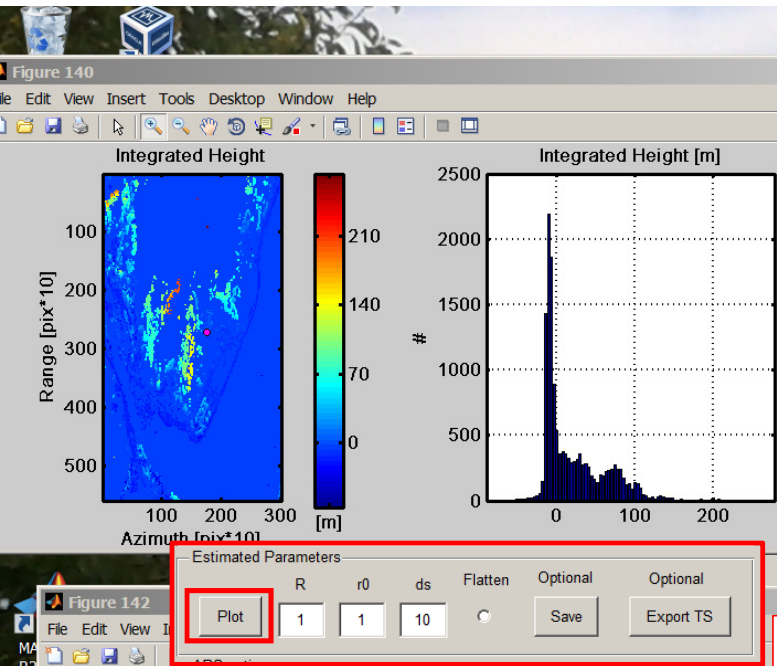 Figure 140
File Edit View Insert Tools Desktop Window Help
Integrated Height
100
200
300
400
500
Range [pix*10]
100 200 300
Azimuth [pix*10]
210
140
70
0
[m]
Integrated Height [m]
2500
2000
1500
1000
500
0
#
0 100 200
Estimated Parameters
R r0 ds Flatten Optional Optional
Plot 1 1 10 Save Export TS
Figure 142
File Edit View